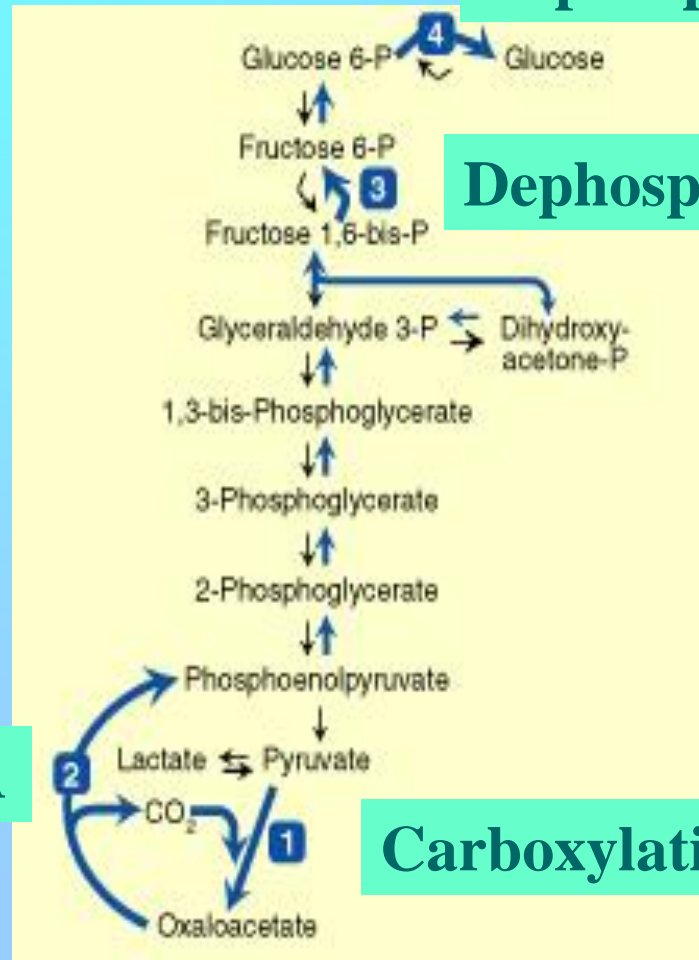 4
Glucose 6-P Glucose
Fructose 6-P
3
Dephosp
Fructose 1,6-bis-P
Glyceraldehyde 3-P Dihydroxy-
acetone-P
1,3-bis-Phosphoglycerate
3-Phosphoglycerate
2-Phosphoglycerate
Phosphoenolpyruvate
2
Lactate Pyruvate
CO₂
1
Carboxylati
Oxaloacetate